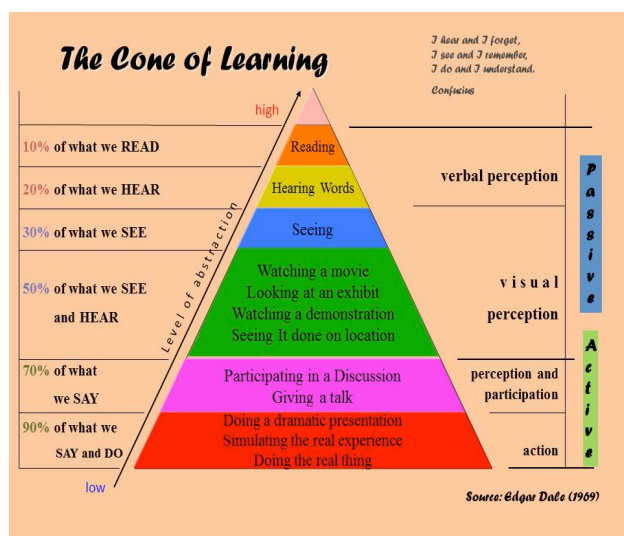 The Cone of Learning
I hear and I forget,
I see and I remember,
I do and I understand.
Confucius
high
10% of what we READ
20% of what we HEAR
30% of what we SEE
50% of what we SEE
and HEAR
70% of what
we SAY
90% of what we
SAY and DO
low
Level of abstraction
Reading
Hearing Words
Seeing
Watching a movie
Looking at an exhibit
Watching a demonstration
Seeing It done on location
Participating in a Discussion
Giving a talk
Doing a dramatic presentation
Simulating the real experience
Doing the real thing
verbal perception
visual
perception
perception and
participation
action
Passive
Active
Source: Edgar Dale (1969)